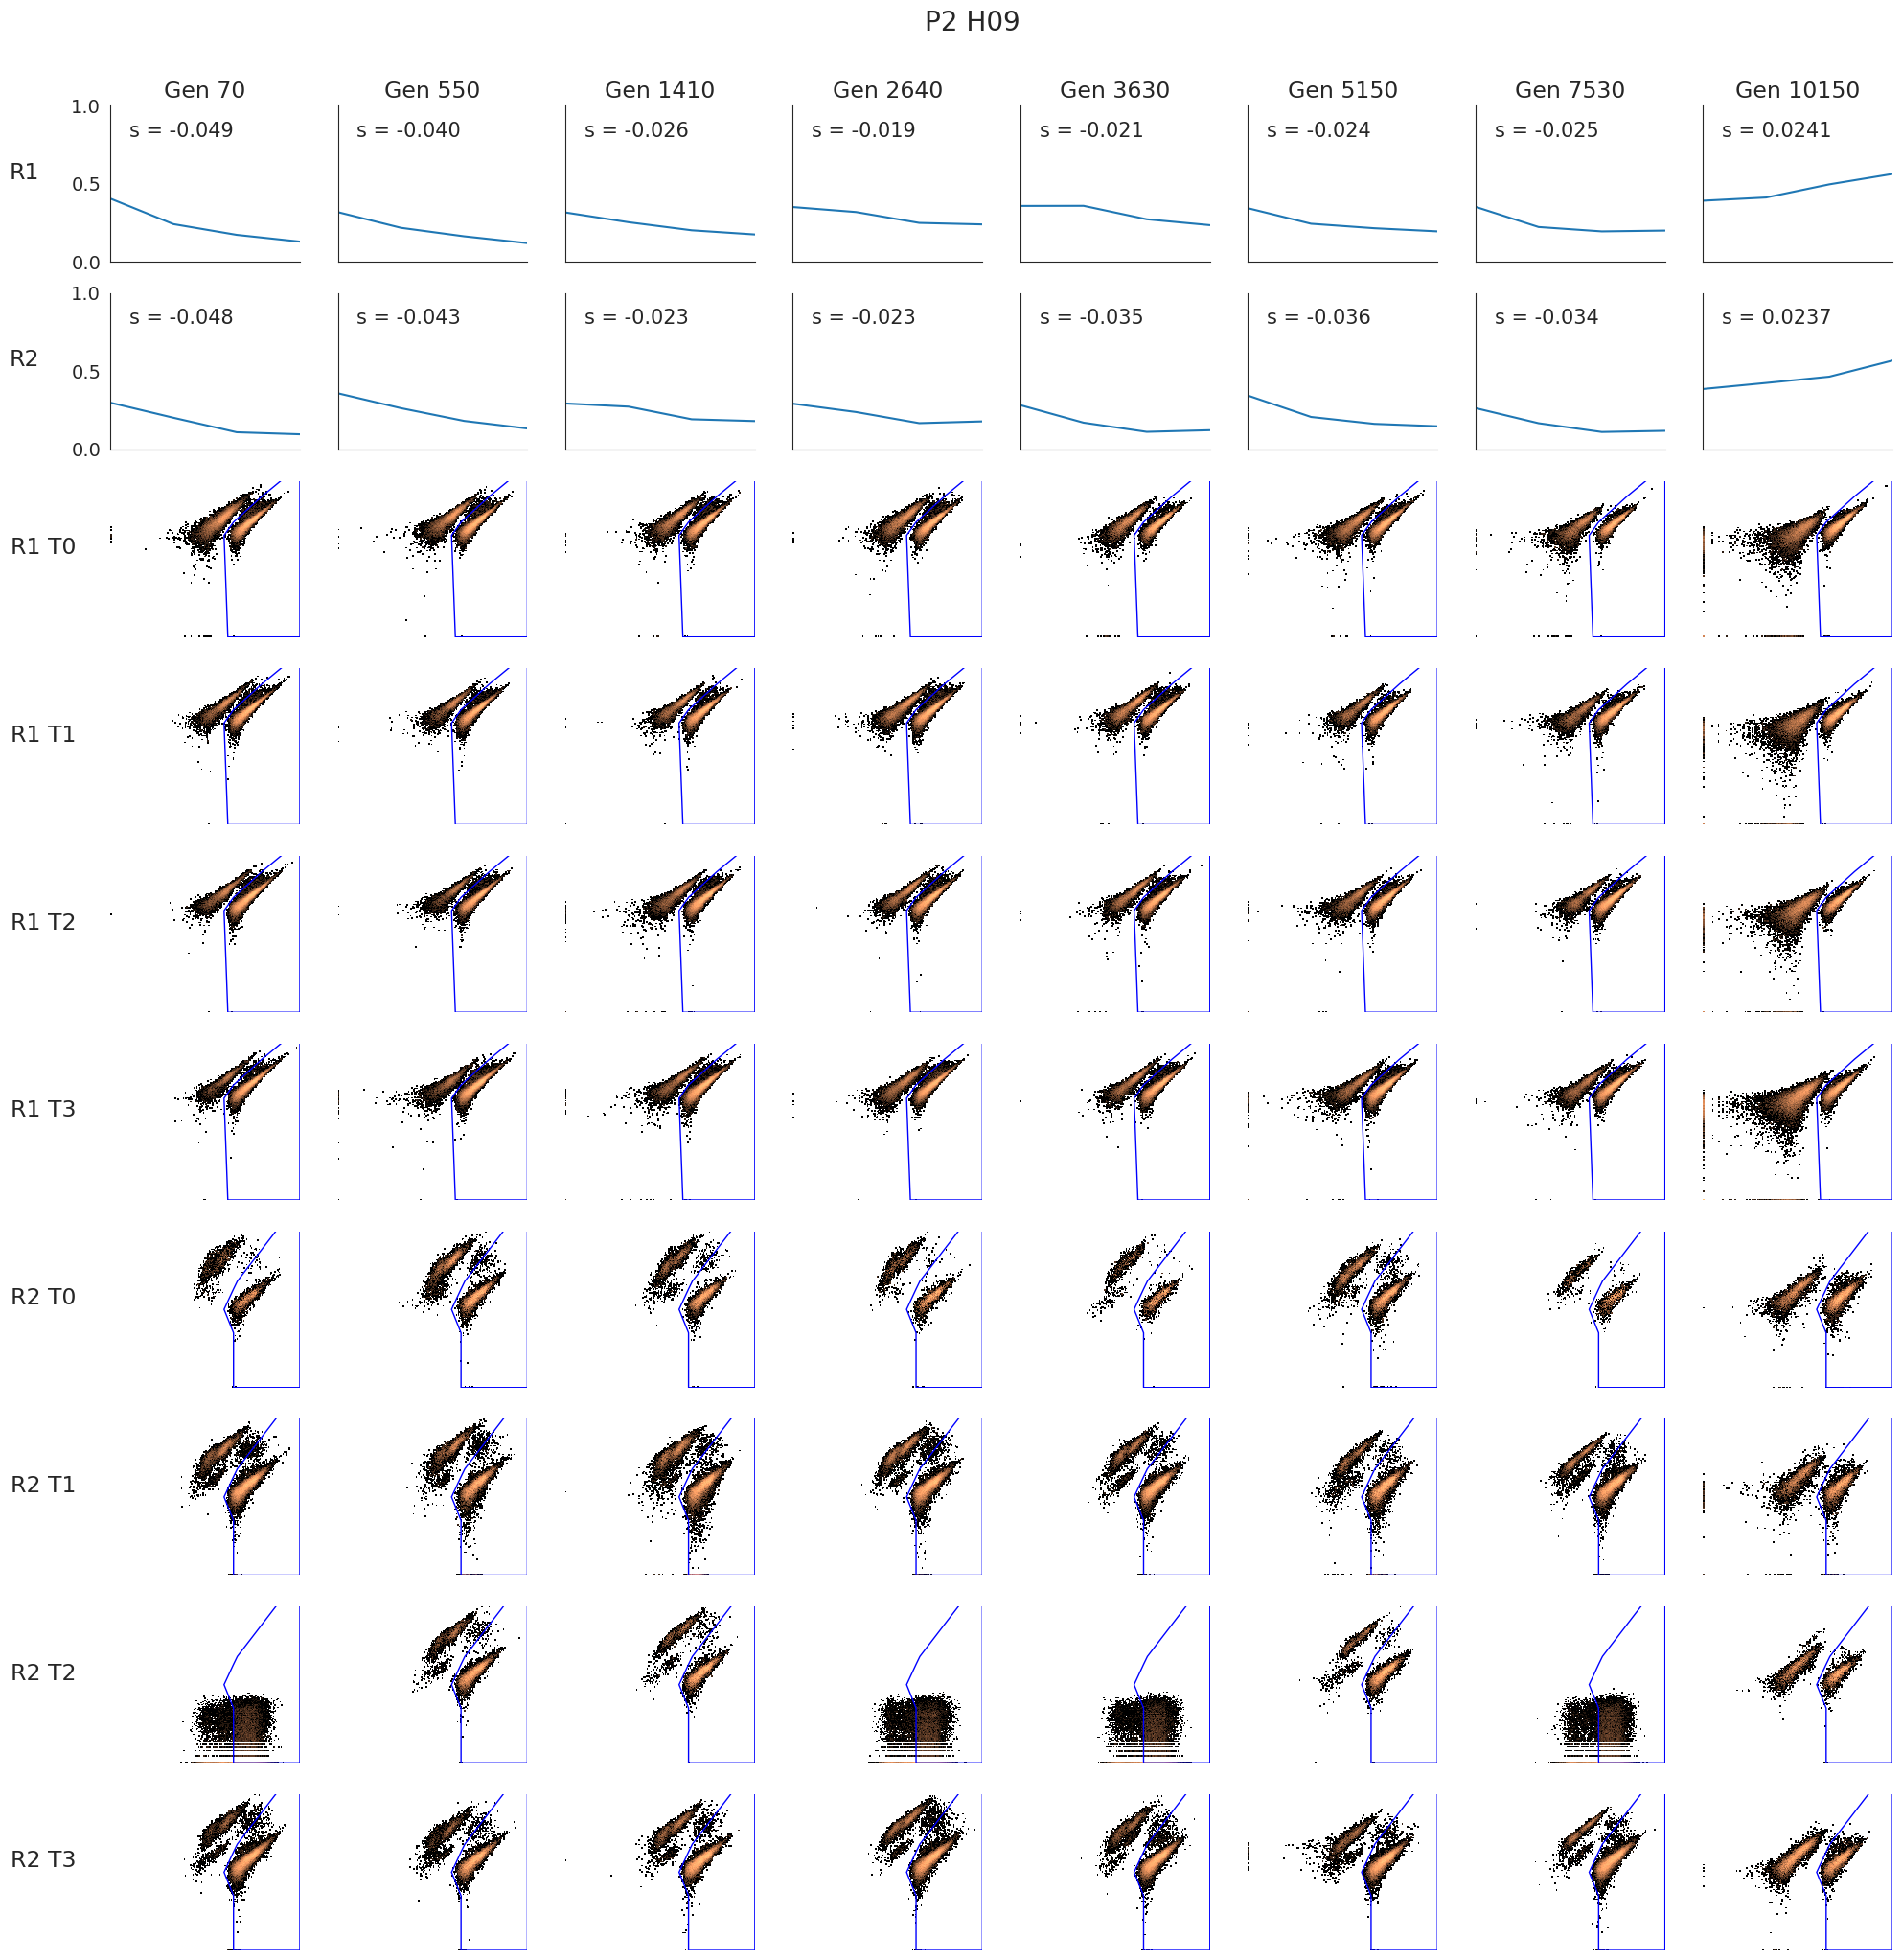 P2 H09
Gen 70 Gen 550 Gen 1410 Gen 2640 Gen 3630 Gen 5150 Gen 7530 Gen 10150
1.0
s = -0.049 s = -0.040 s = -0.026 s = -0.019 s = -0.021 s = -0.024 s = -0.025 s = 0.0241
R1
0.5
0.0
1.0
s = -0.048 s = -0.043 s = -0.023 s = -0.023 s = -0.035 s = -0.036 s = -0.034 s = 0.0237
R2
0.5
0.0
R1 T0
R1 T1
R1 T2
R1 T3
R2 T0
R2 T1
R2 T2
R2 T3